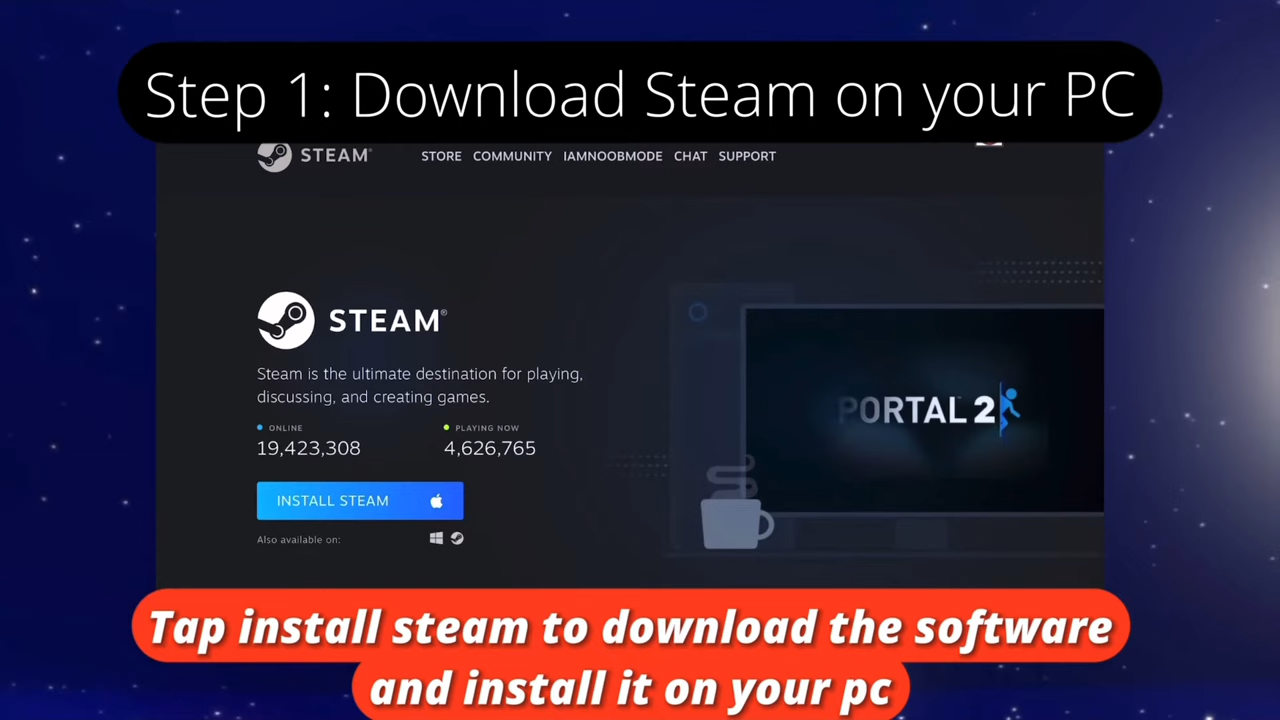 Step 1: Download Steam on your PC
STEAM®
STORE COMMUNITY IAMNOOBMODE CHAT SUPPORT
STEAM®
Steam is the ultimate destination for playing,
discussing, and creating games.
ONLINE
PLAYING NOW
19,423,308
4,626,765
PORTAL 2
INSTALL STEAM
Also available on:
Tap install steam to download the software
and install it on your pc